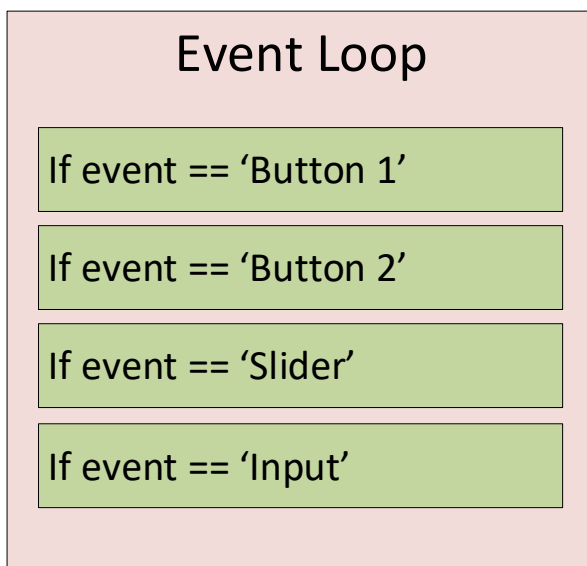 Event Loop
If event == ‘Button 1’
If event == ‘Button 2’
If event == ‘Slider’
If event == ‘Input’